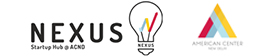 NEXUS
Startup Hub @ ACND
NEXUS
AMERICAN CENTER
NEW DELHI